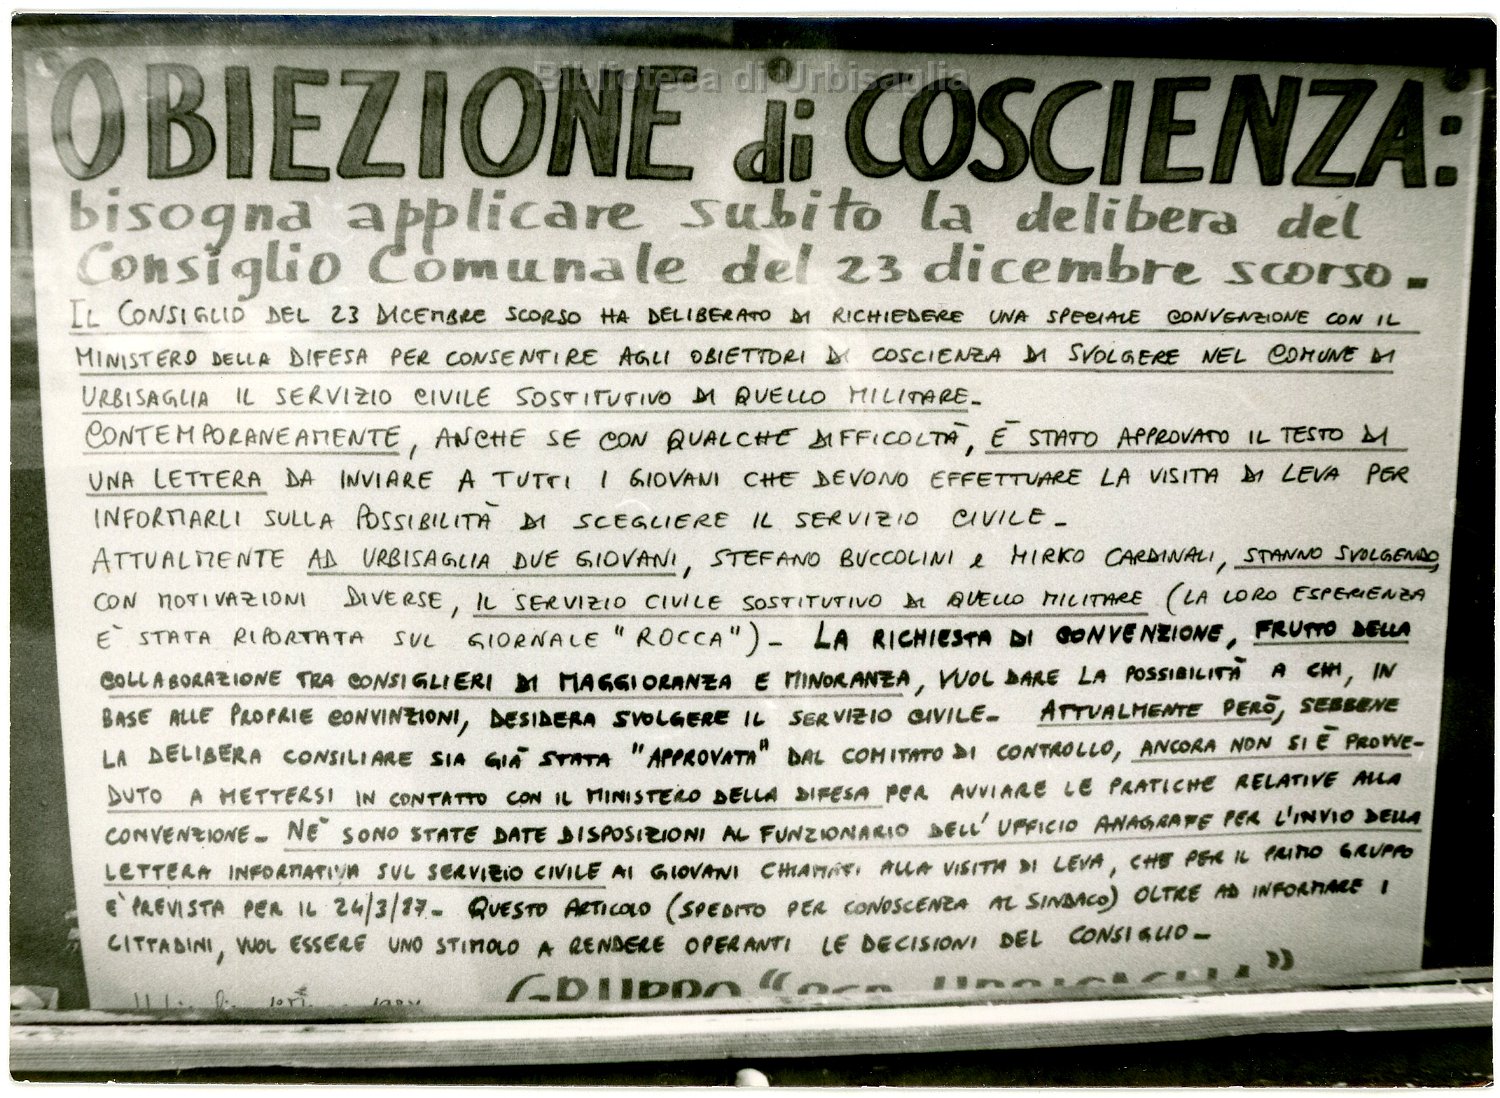 Biblioteca di Urbisaglia
OBIEZIONE di COSCIENZA:
bisogna applicare subito la delibera del
Consiglio Comunale del 23 dicembre scorso -
IL CONSIGLIO DEL 23 DICEMBRE SCORSO HA DELIBERATO DI RICHIEDERE UNA SPECIALE CONVENZIONE CON IL
MINISTERO DELLA DIFESA PER CONSENTIRE AGLI OBIETTORI DI COSCIENZA DI SVOLGERE NEL COMUNE DI
URBISAGLIA IL SERVIZIO CIVILE SOSTITUTIVO DI QUELLO MILITARE-
CONTEMPORANEAMENTE, ANCHE SE CON QUALCHE DIFFICOLTÀ, È STATO APPROVATO IL TESTO DI
UNA LETTERA DA INVIARE A TUTTI I GIOVANI CHE DEVONO EFFETTUARE LA VISITA DI LEVA PER
INFORMARLI SULLA POSSIBILITÀ DI SCEGLIERE IL SERVIZIO CIVILE-
ATTUALMENTE AD URBISAGLIA DUE GIOVANI, STEFANO BUCCOLINI e MIRKO CARDINALI, STANNO SVOLGENDO,
CON MOTIVAZIONI DIVERSE, IL SERVIZIO CIVILE SOSTITUTIVO DI QUELLO MILITARE (LA LORO ESPERIENZA
E' STATA RIPORTATA SUL GIORNALE "ROCCA")- LA RICHIESTA DI CONVENZIONE, FRUTTO DELLA
COLLABORAZIONE TRA CONSIGLIERI DI MAGGIORANZA E MINORANZA, VUOL DARE LA POSSIBILITÀ A CHI, IN
BASE ALLE PROPRIE CONVINZIONI, DESIDERA SVOLGERE IL SERVIZIO CIVILE- ATTUALMENTE PERÒ, SEBBENE
LA DELIBERA CONSILIARE SIA GIÀ STATA "APPROVATA" DAL COMITATO DI CONTROLLO, ANCORA NON SI È PROVVE-
DUTO A METTERSI IN CONTATTO CON IL MINISTERO DELLA DIFESA PER AVVIARE LE PRATICHE RELATIVE ALLA
CONVENZIONE- NE' SONO STATE DATE DISPOSIZIONI AL FUNZIONARIO DELL'UFFICIO ANAGRAFE PER L'INVIO DELLA
LETTERA INFORMATIVA SUL SERVIZIO CIVILE AI GIOVANI CHIAMATI ALLA VISITA DI LEVA, CHE PER IL PRIMO GRUPPO
E' PREVISTA PER IL 24/3/87- QUESTO ARTICOLO (SPEDITO PER CONOSCENZA AL SINDACO) OLTRE AD INFORMARE I
CITTADINI, VUOL ESSERE UNO STIMOLO A RENDERE OPERANTI LE DECISIONI DEL CONSIGLIO-
GRUPPO "PER URBISAGLIA"